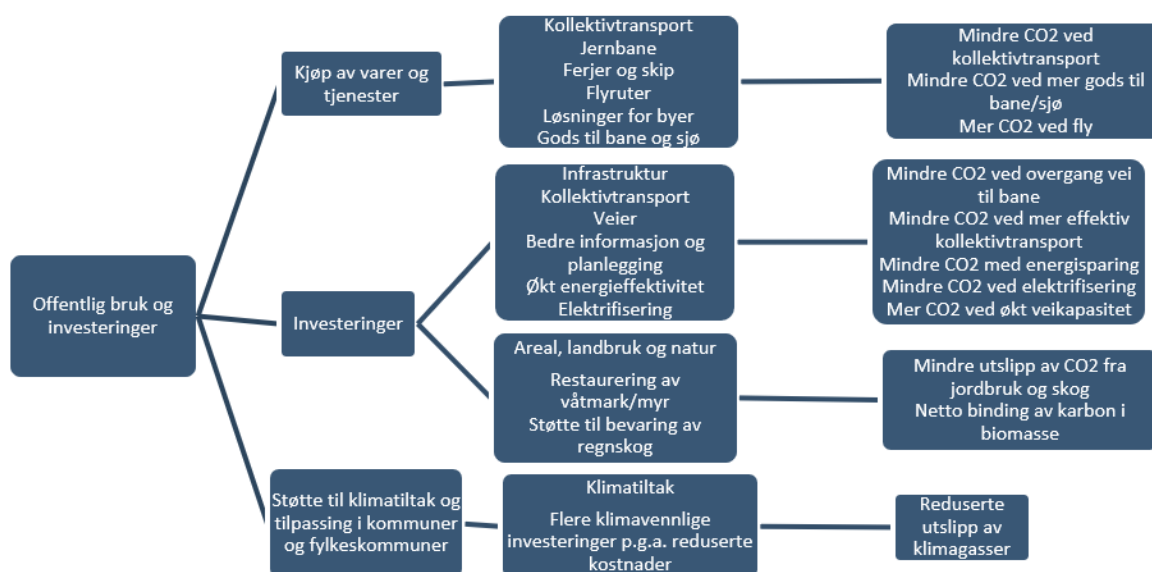 Offentlig bruk og
investeringer
Kjøp av varer og
tjenester
Kollektivtransport
Jernbane
Ferjer og skip
Flyruter
Løsninger for byer
Gods til bane og sjø
Mindre CO2 ved
kollektivtransport
Mindre CO2 ved mer gods til
bane/sjø
Mer CO2 ved fly
Investeringer
Infrastruktur
Kollektivtransport
Veier
Bedre informasjon og
planlegging
Økt energieffektivitet
Elektrifisering
Mindre CO2 ved overgang vei
til bane
Mindre CO2 ved mer effektiv
kollektivtransport
Mindre CO2 med energisparing
Mindre CO2 ved elektrifisering
Mer CO2 ved økt veikapasitet
Areal, landbruk og natur
Restaurering av
våtmark/myr
Støtte til bevaring av
regnskog
Mindre utslipp av CO2 fra
jordbruk og skog
Netto binding av karbon i
biomasse
Støtte til klimatiltak og
tilpassing i kommuner
og fylkeskommuner
Klimatiltak
Flere klimavennlige
investeringer p.g.a. reduserte
kostnader
Reduserte
utslipp av
klimagasser